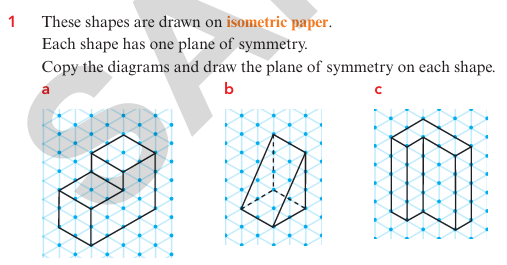 1 These shapes are drawn on isometric paper.
Each shape has one plane of symmetry.
Copy the diagrams and draw the plane of symmetry on each shape.
a b c
SA